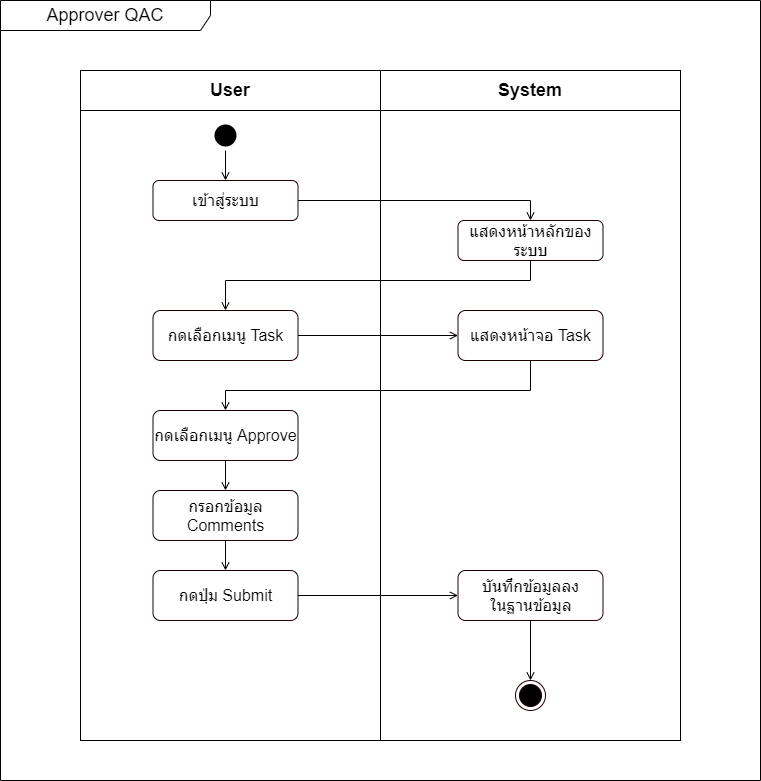 Approver QAC
User
System
เข้าสู่ระบบ
แสดงหน้าหลักของ
ระบบ
กดเลือกเมนู Task
แสดงหน้าจอ Task
กดเลือกเมนู Approve
กรอกข้อมูล
Comments
กดปุ่ม Submit
บันทึกข้อมูลลง
ในฐานข้อมูล